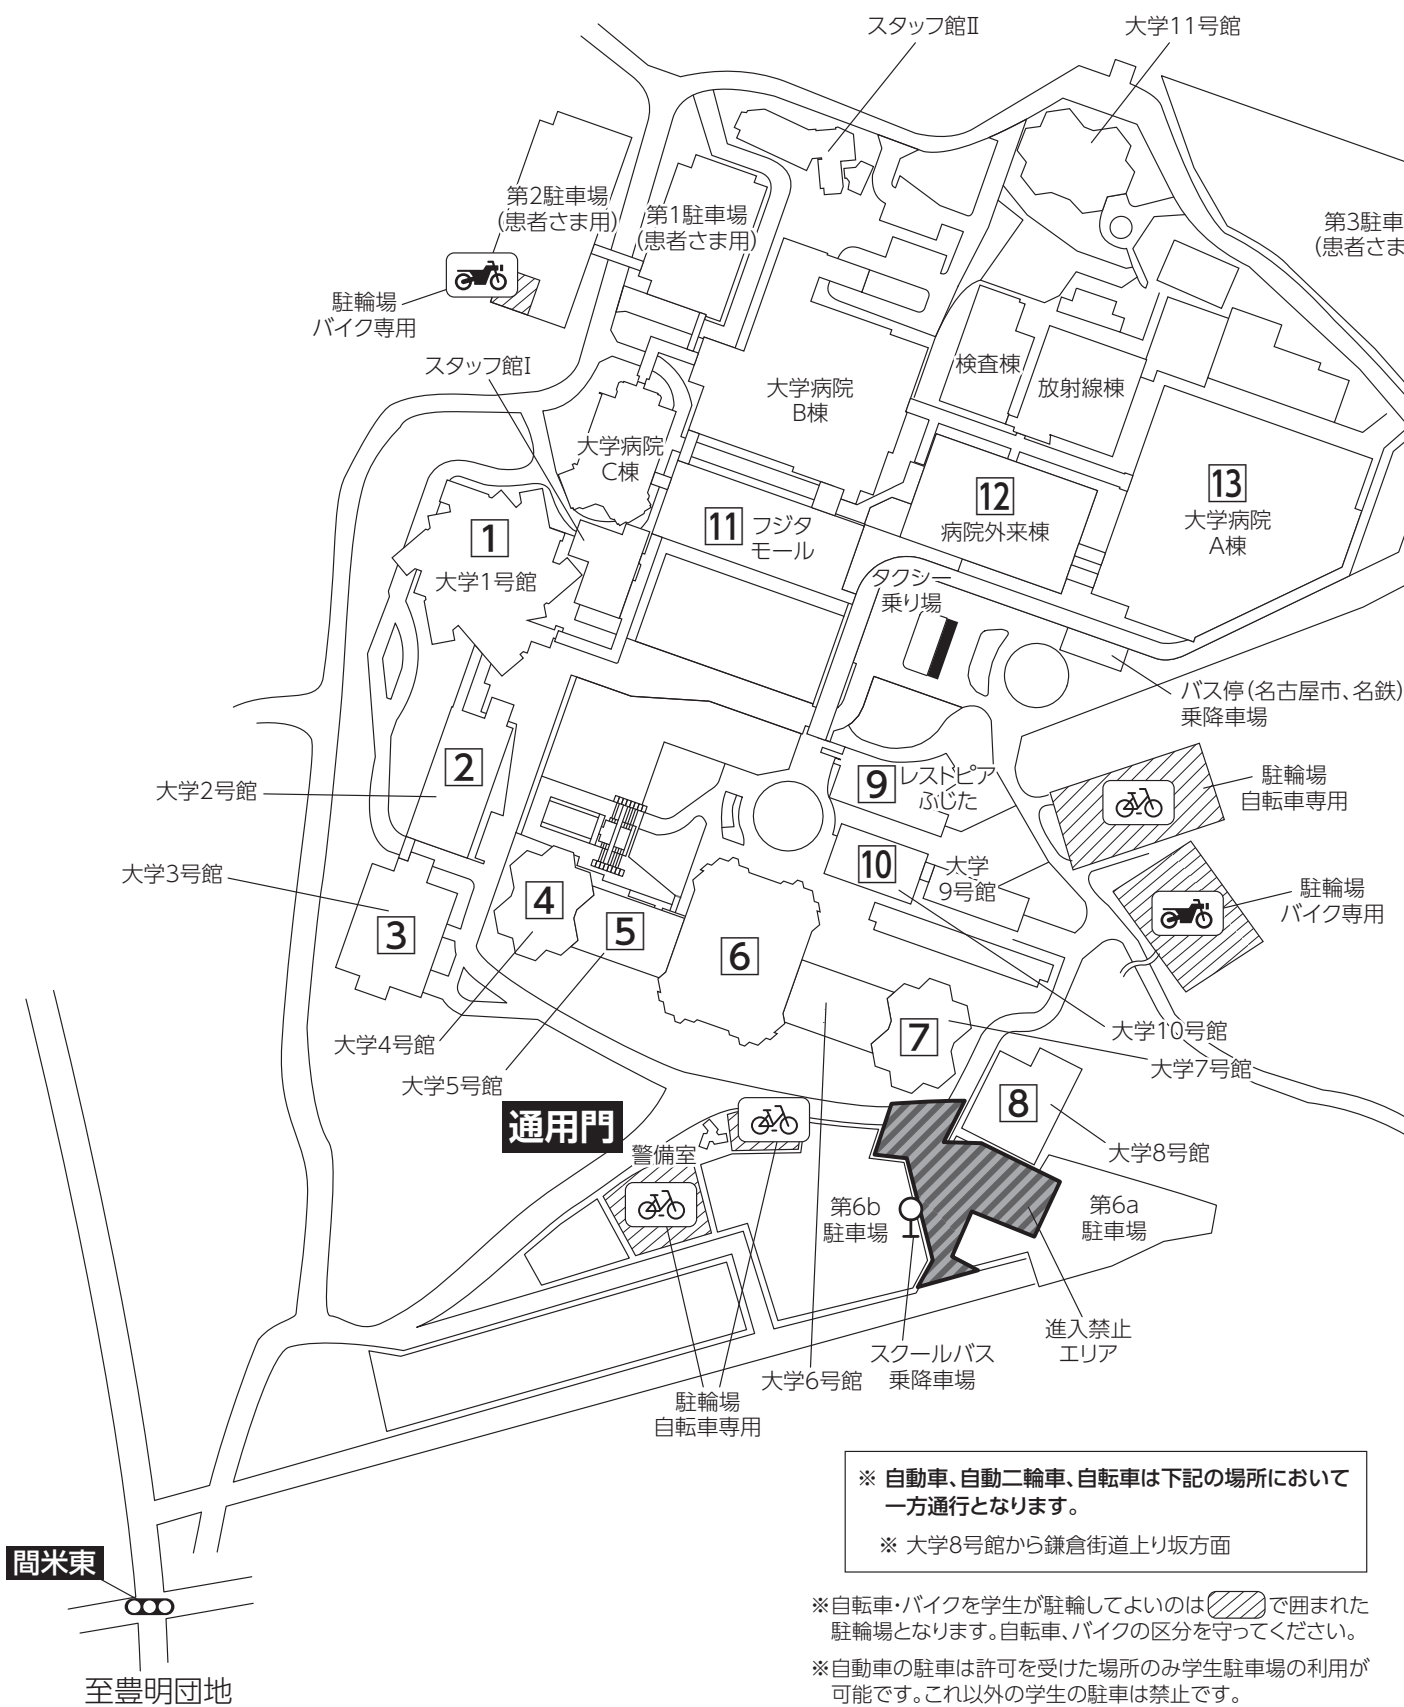 スタッフ館Ⅱ
大学11号館
第2駐車場
(患者さま用)
第1駐車場
(患者さま用)
第3駐車
(患者さま
駐輪場
バイク専用
スタッフ館Ⅰ
大学病院
B棟
検査棟
放射線棟
大学病院
C棟
1
大学1号館
11 フジタ
モール
12
病院外来棟
13
大学病院
A棟
タクシー
乗り場
バス停(名古屋市、名鉄)
乗降車場
2
大学2号館
9 レストピア
ふじた
駐輪場
自転車専用
10
大学
9号館
大学3号館
3
4
5
6
駐輪場
バイク専用
大学4号館
大学5号館
7
大学10号館
大学7号館
8
通用門
警備室
大学8号館
第6b
駐車場
第6a
駐車場
進入禁止
エリア
スクールバス
乗降車場
大学6号館
駐輪場
自転車専用
※ 自動車、自動二輪車、自転車は下記の場所において
一方通行となります。
※ 大学8号館から鎌倉街道上り坂方面
間米東
※自転車・バイクを学生が駐輪してよいのは で囲まれた
駐輪場となります。自転車、バイクの区分を守ってください。
※自動車の駐車は許可を受けた場所のみ学生駐車場の利用が
可能です。これ以外の学生の駐車は禁止です。
至豊明団地